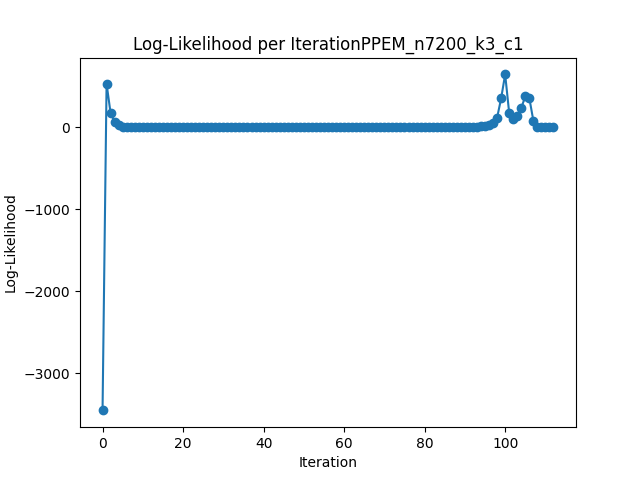 Log-Likelihood per IterationPPEM_n7200_k3_c1
Log-Likelihood
0
−1000
−2000
−3000
0 20 40 60 80 100
Iteration